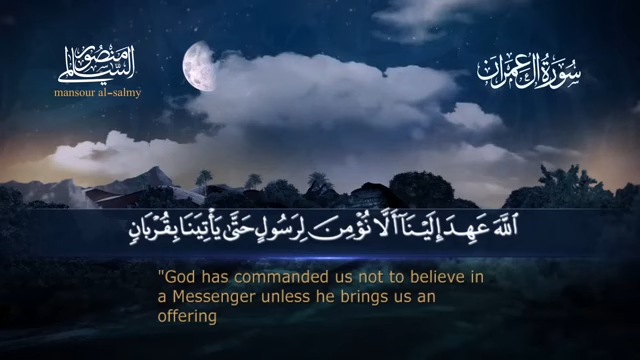 منصور السالمي
mansour al-salmy
سورة آل عمران
ٱللَّهَ عَهِدَ إِلَيْنَآ أَلَّا نُؤْمِنَ لِرَسُولٍ حَتَّىٰ يَأْتِيَنَا بِقُرْبَانٍ
"God has commanded us not to believe in
a Messenger unless he brings us an
offering